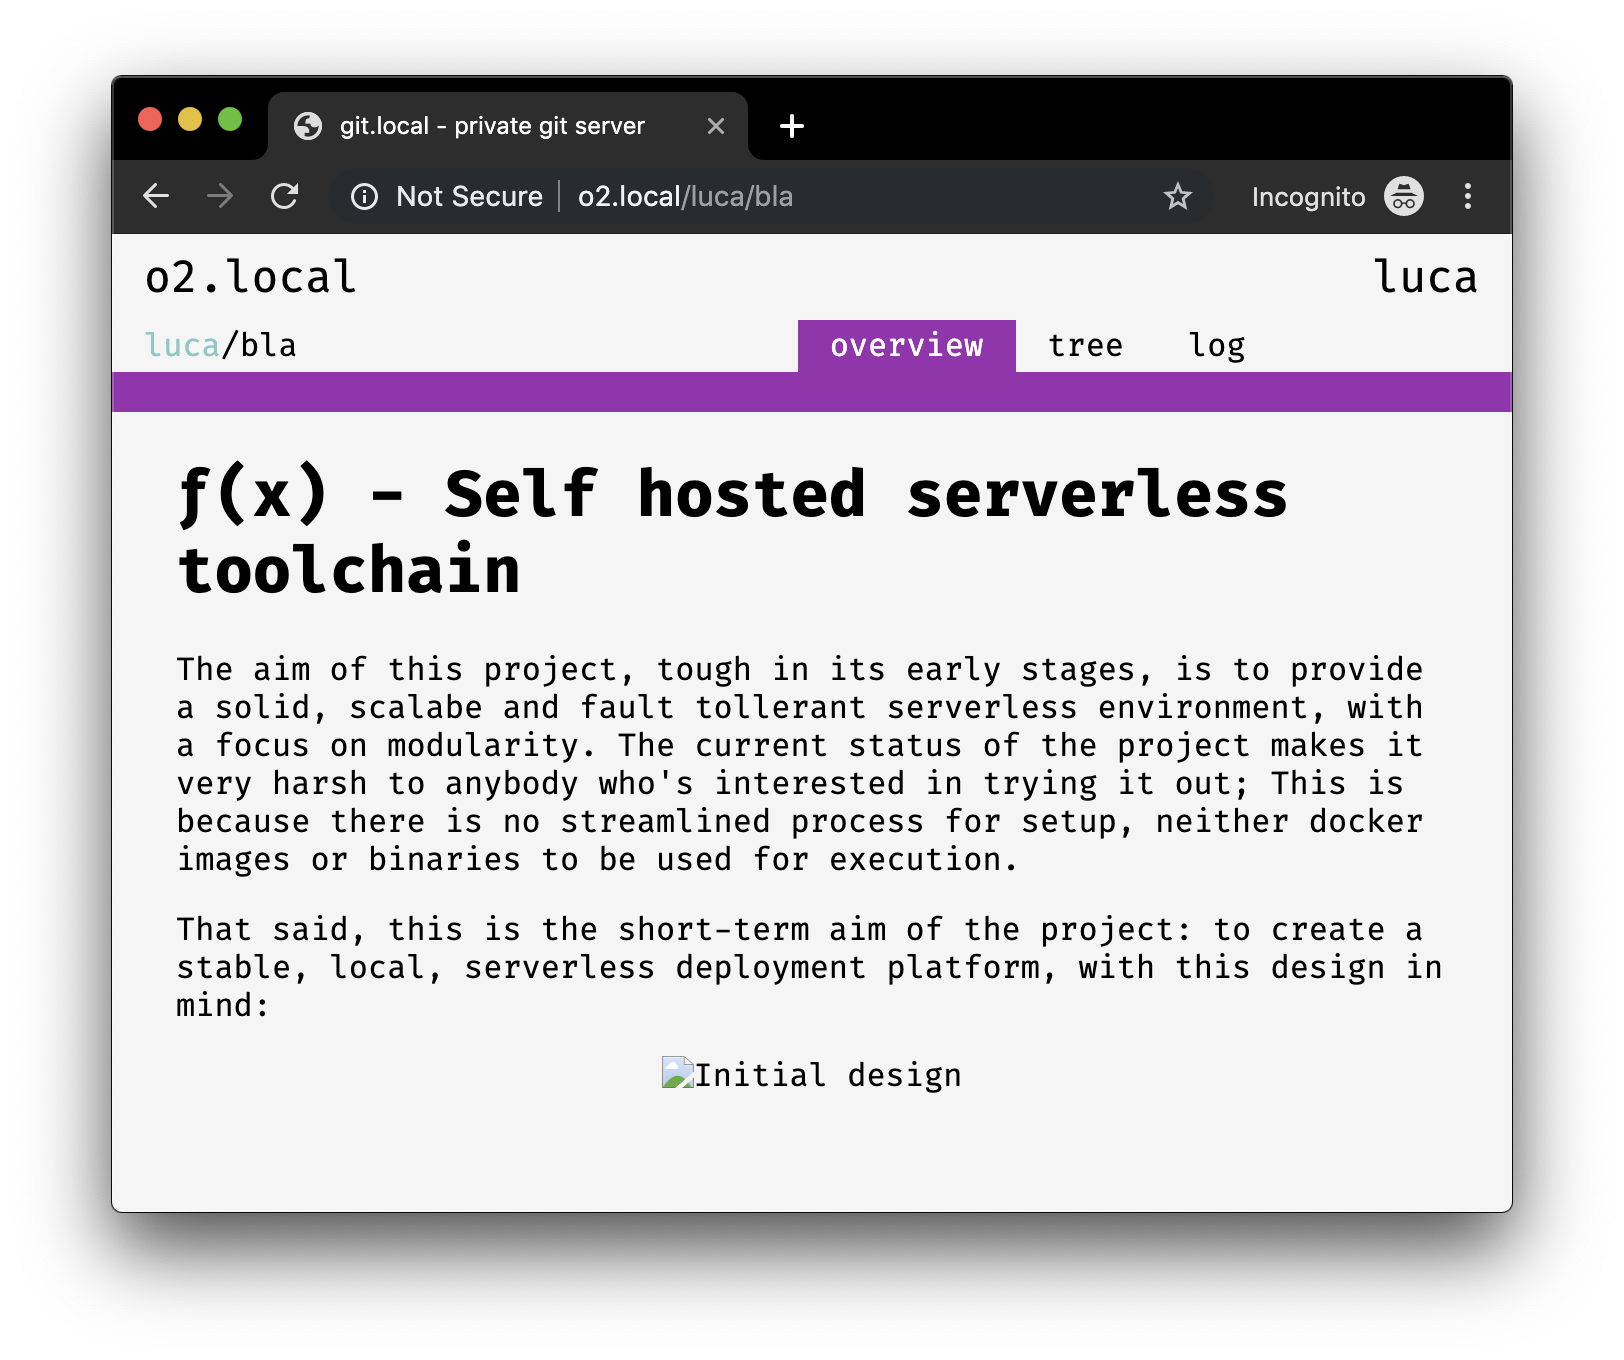 git.local - private git server
Not Secure o2.local/luca/bla Incognito
o2.local luca
luca/bla overview tree log
ƒ(x) - Self hosted serverless
toolchain
The aim of this project, tough in its early stages, is to provide
a solid, scalabe and fault tollerant serverless environment, with
a focus on modularity. The current status of the project makes it
very harsh to anybody who's interested in trying it out; This is
because there is no streamlined process for setup, neither docker
images or binaries to be used for execution.
That said, this is the short-term aim of the project: to create a
stable, local, serverless deployment platform, with this design in
mind:
Initial design